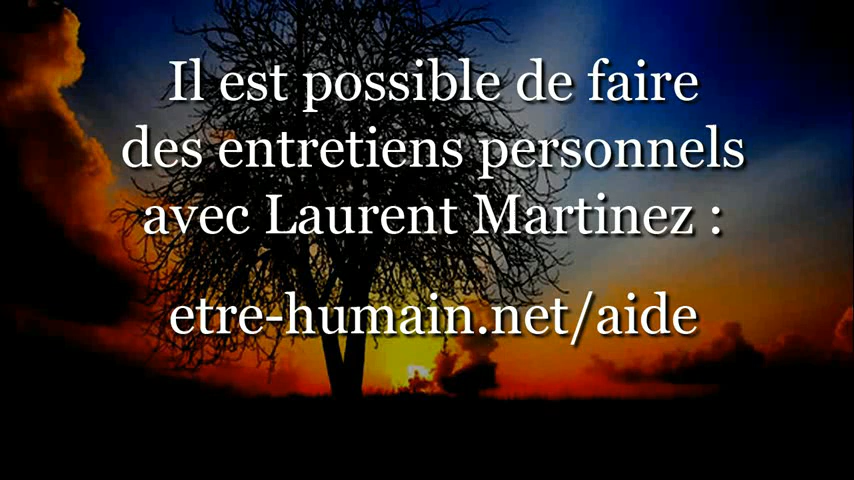 Il est possible de faire
des entretiens personnels
avec Laurent Martinez :
etre-humain.net/aide